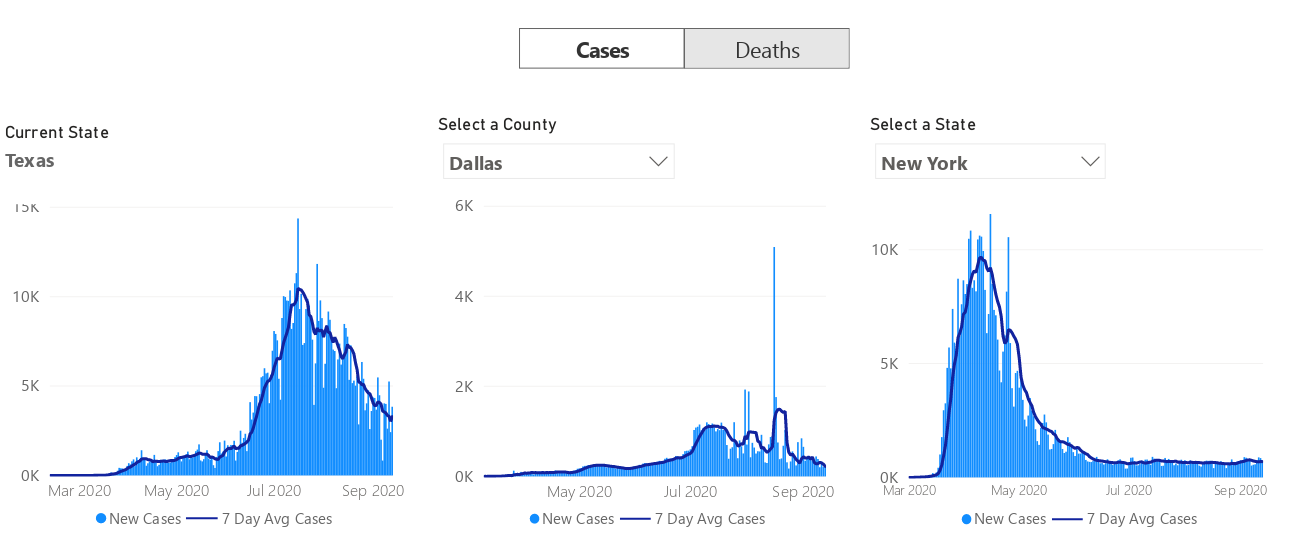 Cases Deaths
Current State
Texas
15K
10K
5K
0K
Mar 2020 May 2020 Jul 2020 Sep 2020
New Cases 7 Day Avg Cases
Select a County
Dallas
6K
4K
2K
0K
May 2020 Jul 2020 Sep 2020
New Cases 7 Day Avg Cases
Select a State
New York
10K
5K
0K
Mar 2020 May 2020 Jul 2020 Sep 2020
New Cases 7 Day Avg Cases